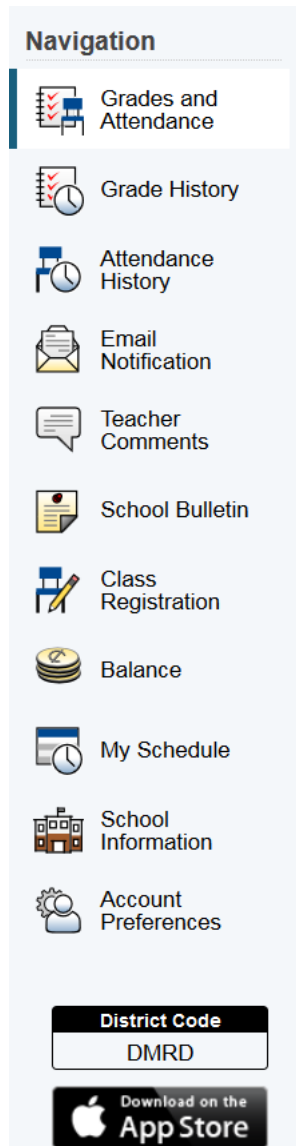 Navigation
Grades and
Attendance
Grade History
Attendance
History
Email
Notification
Teacher
Comments
School Bulletin
Class
Registration
Balance
My Schedule
School
Information
Account
Preferences
District Code
DMRD
Download on the
App Store